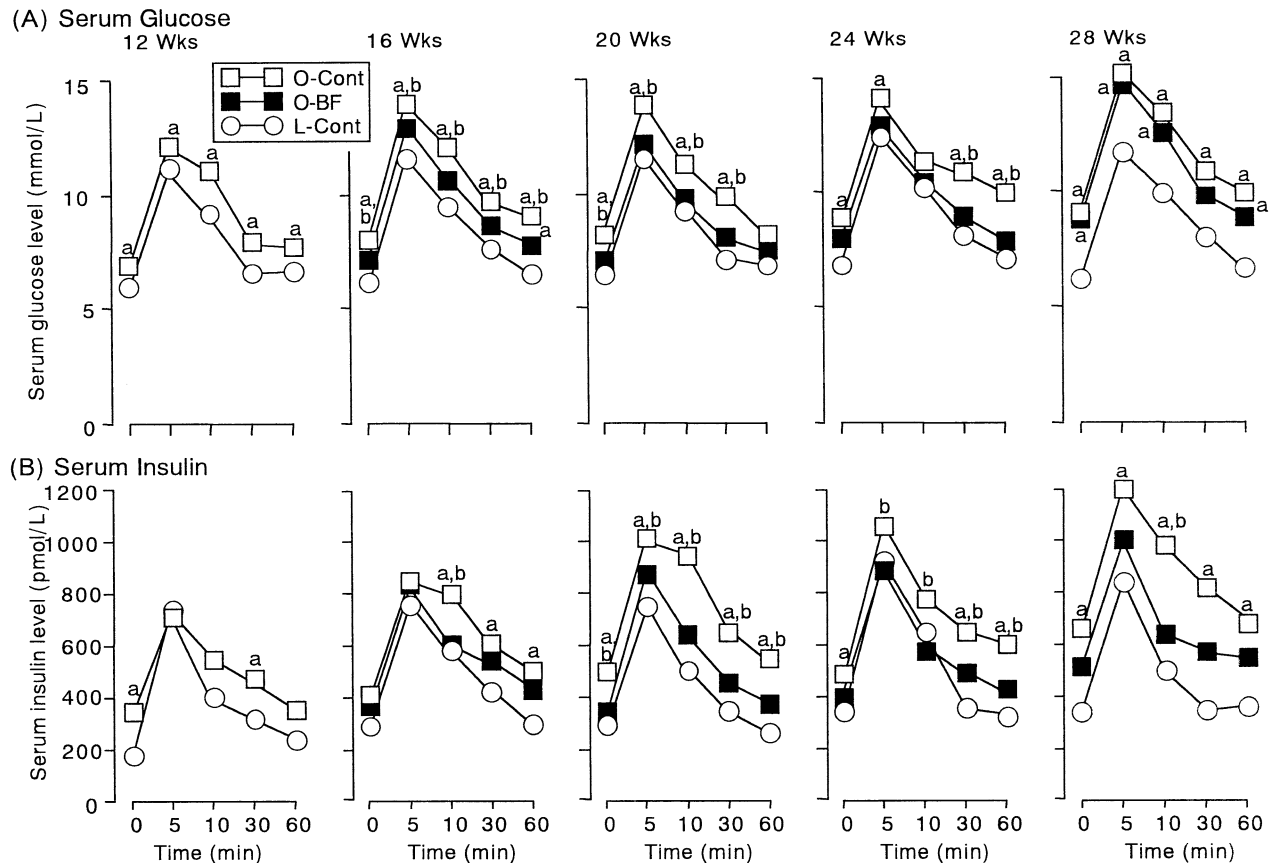 (A) Serum Glucose
12 Wks 16 Wks 20 Wks 24 Wks 28 Wks
O-Cont
O-BF
L-Cont
Serum glucose level (mmol/L)
15
10
5
0
a a a a a
a, b a,b a,b a,b a,b a
a, b a,b a,b a,b
a a a,b a,b
a a a a a a a a a
(B) Serum Insulin
Serum insulin level (pmol/L)
1200
1000
800
600
400
200
0
a a
a,b a a
a, b a,b a,b a,b a,b
a b b a,b a,b
a a a,b a a
0 5 10 30 60 0 5 10 30 60 0 5 10 30 60 0 5 10 30 60 0 5 10 30 60
Time (min) Time (min) Time (min) Time (min) Time (min)